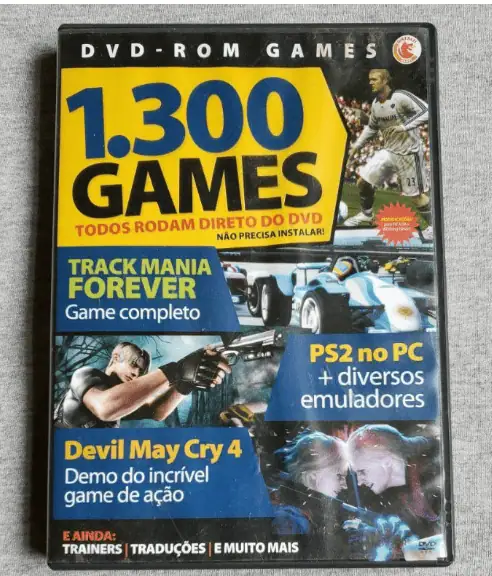 DVD-ROM GAMES
1.300
GAMES
TODOS RODAM DIRETO DO DVD
NÃO PRECISA INSTALAR!
TRACK MANIA
FOREVER
Game completo
PS2 no PC
+ diversos
emuladores
Devil May Cry 4
Demo do incrível
game de ação
E AINDA:
TRAINERS | TRADUÇÕES | E MUITO MAIS
DVD
23